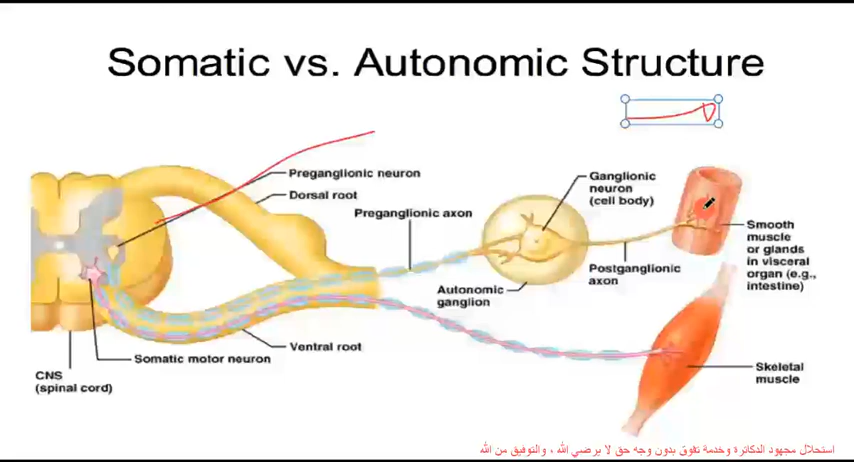 Somatic vs. Autonomic Structure
Preganglionic neuron
Dorsal root
Preganglionic axon
Ganglionic
neuron
(cell body)
Smooth
muscle
or glands
in visceral
organ (e.g.,
intestine)
Postganglionic
axon
Autonomic
ganglion
Ventral root
Somatic motor neuron
CNS
(spinal cord)
Skeletal
muscle
استحلال مجهود الدكاترة وخدمة تفوق بدون وجه حق لا يرضي الله ، والتوفيق من الله